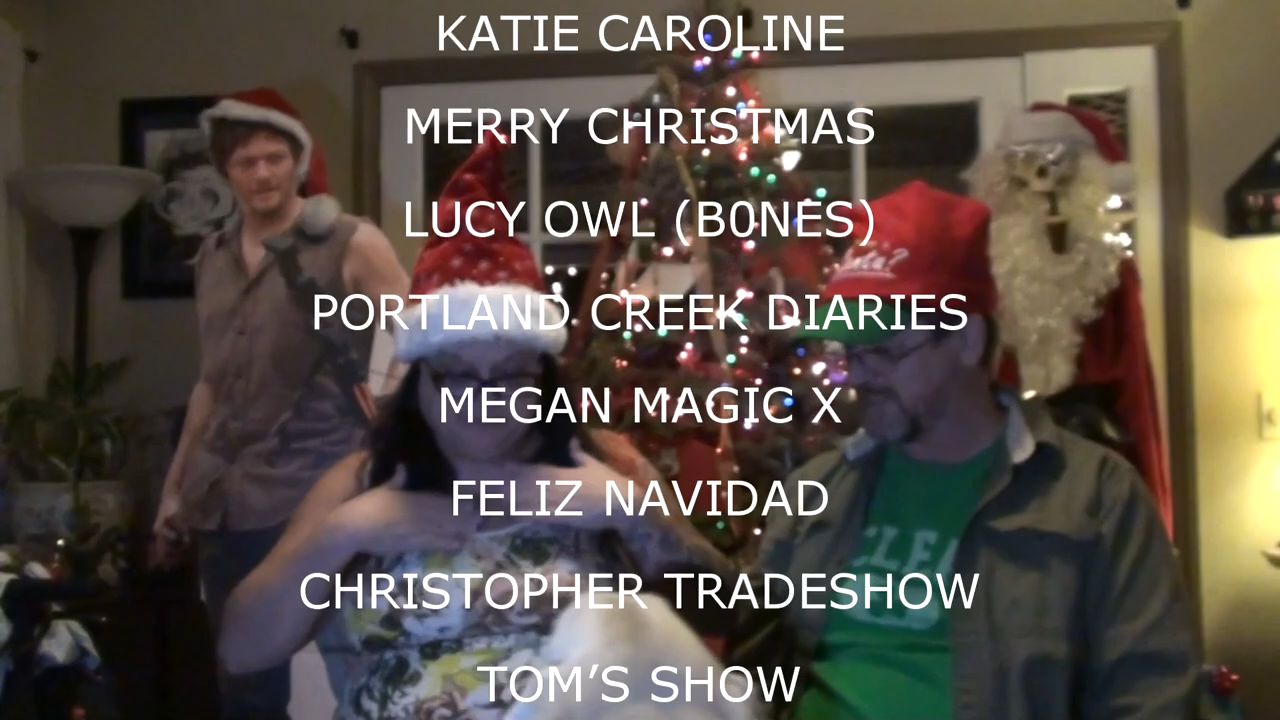 KATIE CAROLINE
MERRY CHRISTMAS
LUCY OWL (B0NES)
PORTLAND CREEK DIARIES
MEGAN MAGIC X
FELIZ NAVIDAD
CHRISTOPHER TRADESHOW
TOM'S SHOW